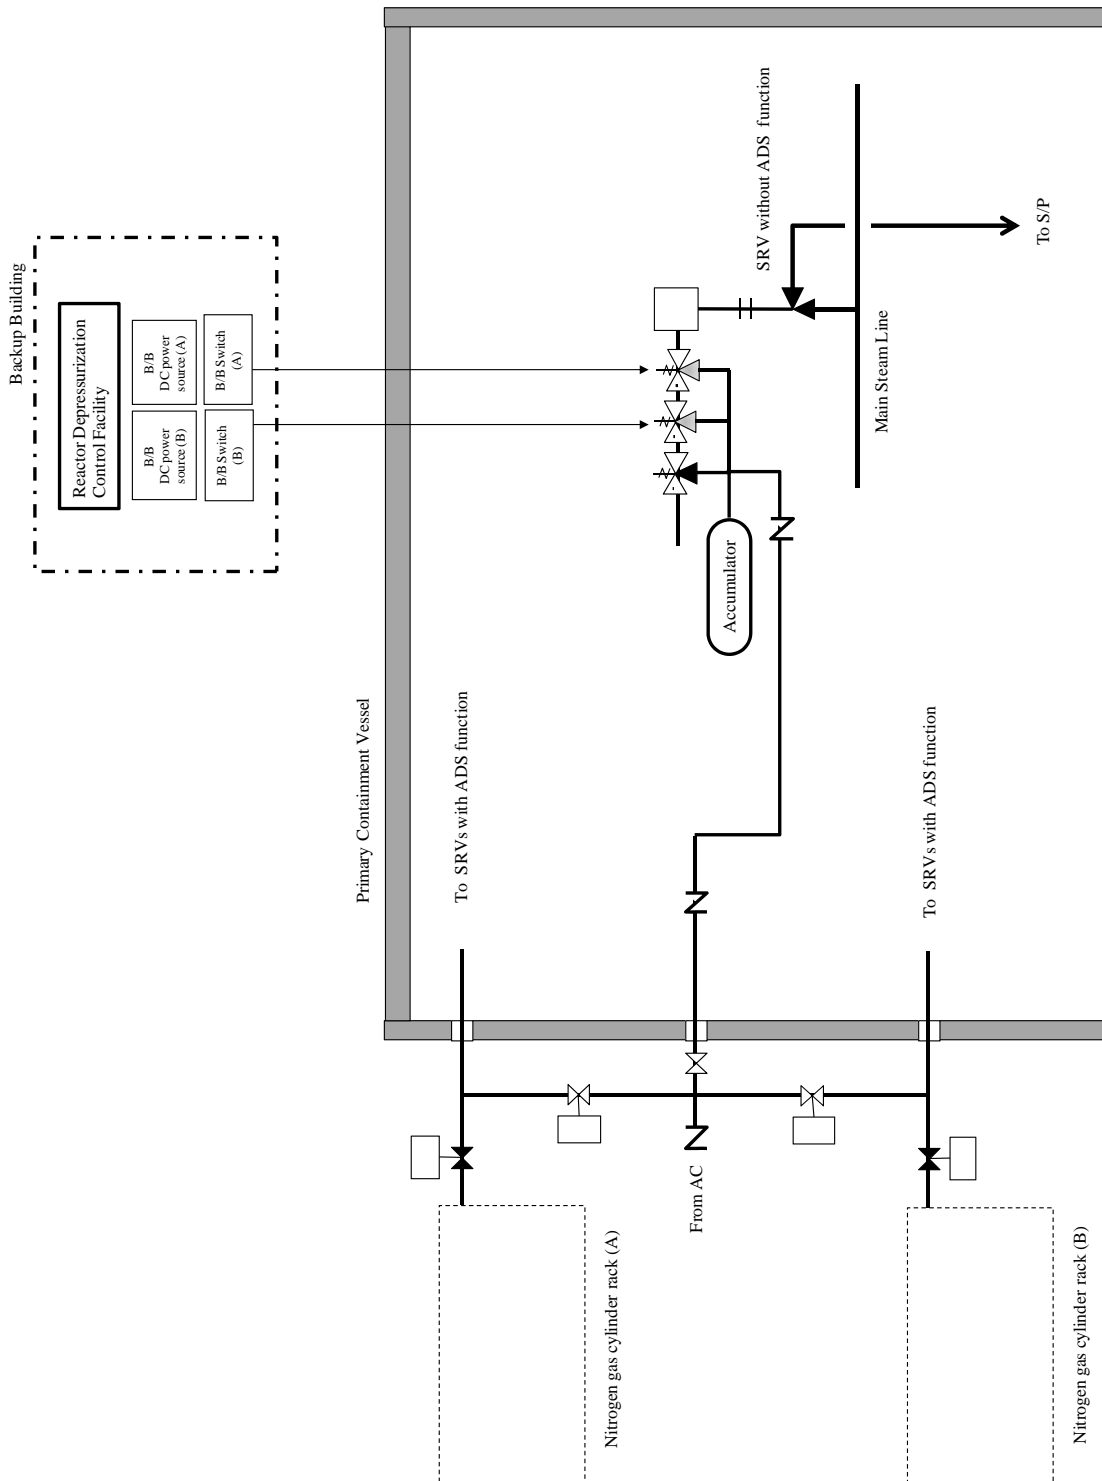 Backup Building
Reactor Depressurization
Control Facility
B/B
DC power
source (B)
B/B
DC power
source (A)
B/B Switch
(B)
B/B Switch
(A)
Primary Containment Vessel
To SRVs with ADS function
SRV without ADS function
Accumulator
Main Steam Line
To S/P
To SRVs with ADS function
From AC
Nitrogen gas cylinder rack (A)
Nitrogen gas cylinder rack (B)